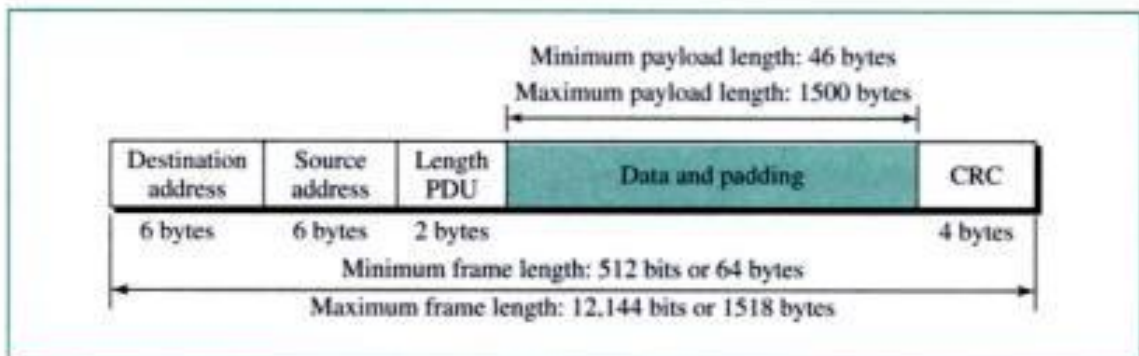 Minimum payload length: 46 bytes
Maximum payload length: 1500 bytes
Destination address
Source address
Length PDU
Data and padding
CRC
6 bytes
6 bytes
2 bytes
4 bytes
Minimum frame length: 512 bits or 64 bytes
Maximum frame length: 12,144 bits or 1518 bytes